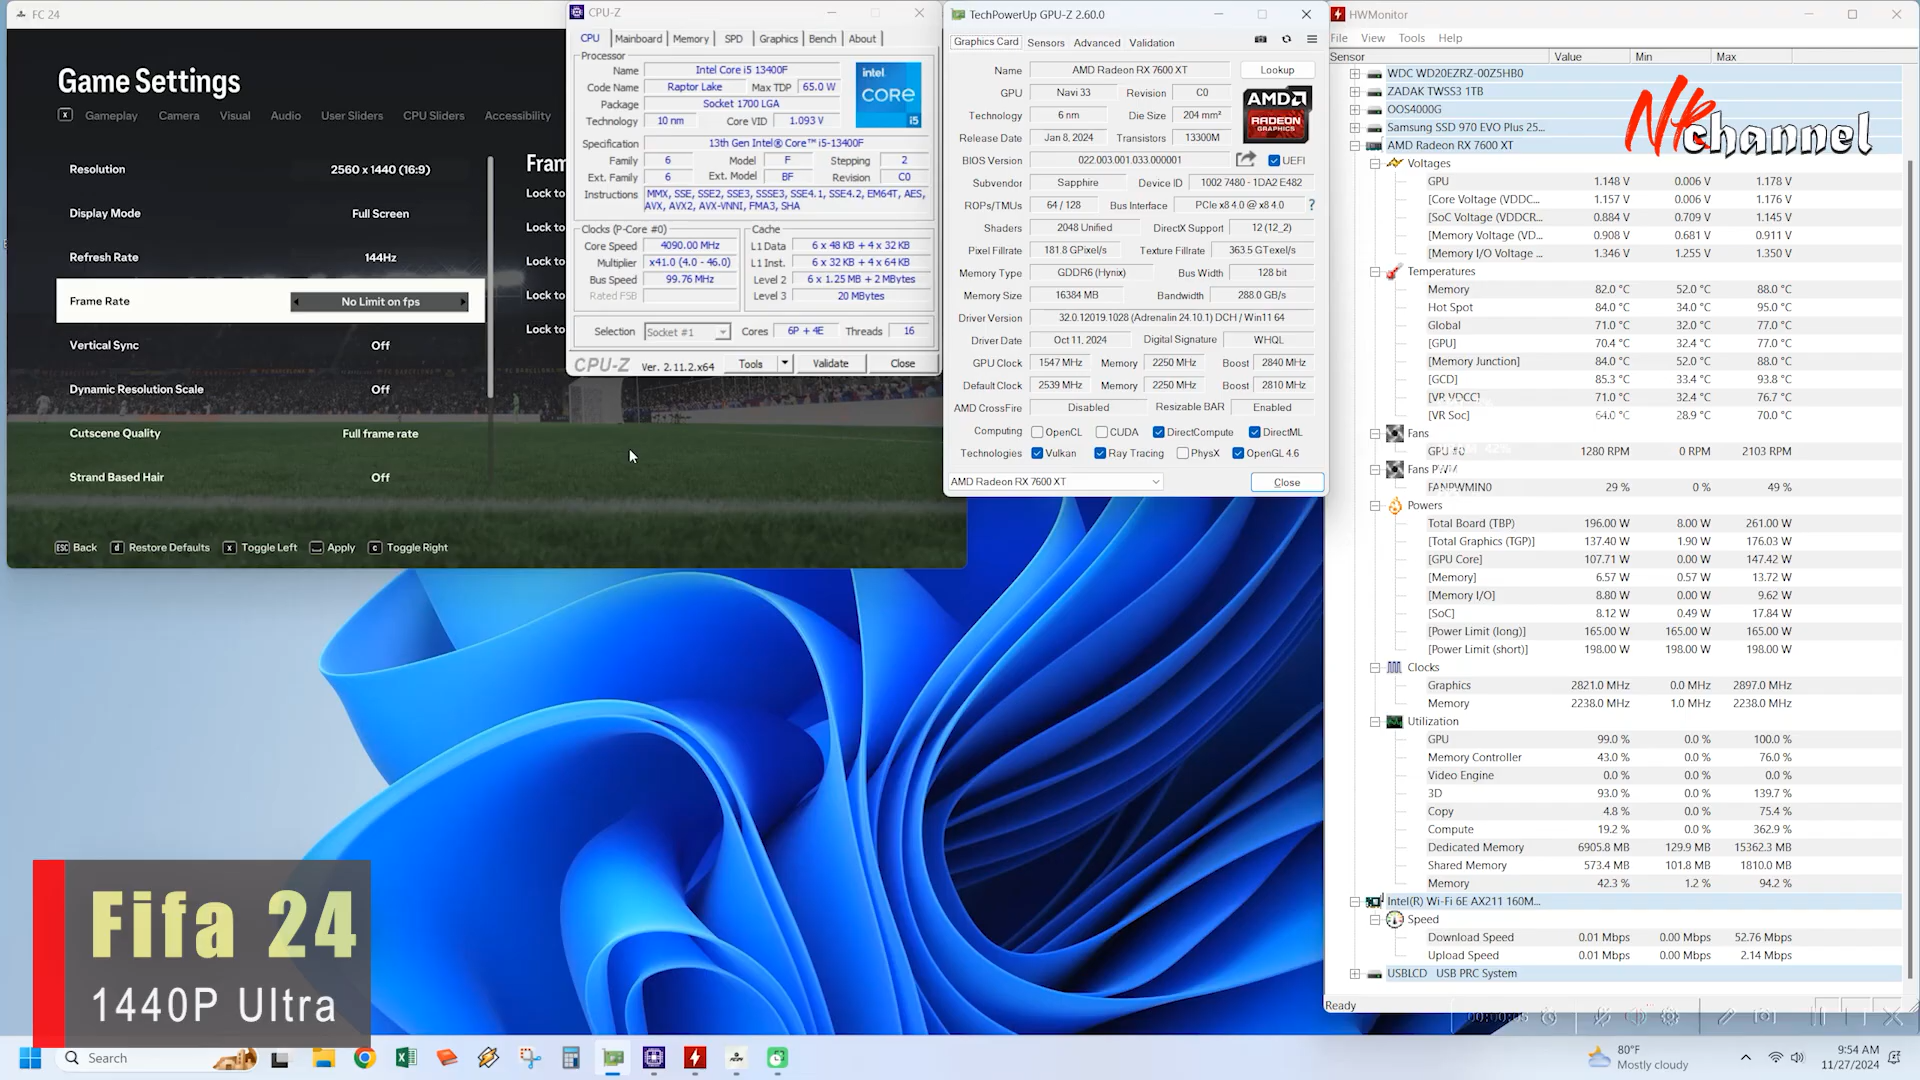 FC 24
Game Settings
x Gameplay Camera Visual Audio User Sliders CPU Sliders Accessibility
Resolution 2560 x 1440 (16:9)
Display Mode Full Screen
Refresh Rate 144Hz
Frame Rate No Limit on fps
Vertical Sync Off
Dynamic Resolution Scale Off
Cutscene Quality Full frame rate
Strand Based Hair Off
Fram
Lock to
Lock to
Lock to
Lock to
Lock to
ESC Back d Restore Defaults x Toggle Left Apply c Toggle Right
CPU-Z
CPU Mainboard Memory SPD Graphics Bench About
Processor
Name Intel Core i5 13400F
Code Name Raptor Lake Max TDP 65.0 W
Package Socket 1700 LGA
Technology 10 nm Core VID 1.093 V
intel
CORE
i5
Specification 13th Gen Intel® Core™ i5-13400F
Family 6 Model F Stepping 2
Ext. Family 6 Ext. Model BF Revision C0
Instructions MMX, SSE, SSE2, SSE3, SSSE3, SSE4.1, SSE4.2, EM64T, AES,
AVX, AVX2, AVX-VNNI, FMA3, SHA
Clocks (P-Core #0)
Core Speed 4090.00 MHz
Multiplier x41.0 (4.0 - 46.0)
Bus Speed 99.76 MHz
Rated FSB
Cache
L1 Data 6 x 48 KB + 4 x 32 KB
L1 Inst. 6 x 32 KB + 4 x 64 KB
Level 2 6 x 1.25 MB + 2 MBytes
Level 3 20 MBytes
Selection Socket #1 Cores 6P + 4E Threads 16
CPU-Z Ver. 2.11.2.x64 Tools Validate Close
TechPowerUp GPU-Z 2.60.0
Graphics Card Sensors Advanced Validation
Name AMD Radeon RX 7600 XT Lookup
GPU Navi 33 Revision C0
Technology 6 nm Die Size 204 mm²
Release Date Jan 8, 2024 Transistors 13300M
AMD
RADEON
GRAPHICS
BIOS Version 022.003.001.033.000001 UEFI
Subvendor Sapphire Device ID 1002 7480 - 1DA2 E482
ROPs/TMUs 64 / 128 Bus Interface PCIe x8 4.0 @ x8 4.0 ?
Shaders 2048 Unified DirectX Support 12 (12_2)
Pixel Fillrate 181.8 GPixel/s Texture Fillrate 363.5 GTexel/s
Memory Type GDDR6 (Hynix) Bus Width 128 bit
Memory Size 16384 MB Bandwidth 288.0 GB/s
Driver Version 32.0.12019.1028 (Adrenalin 24.10.1) DCH / Win11 64
Driver Date Oct 11, 2024 Digital Signature WHQL
GPU Clock 1547 MHz Memory 2250 MHz Boost 2840 MHz
Default Clock 2539 MHz Memory 2250 MHz Boost 2810 MHz
AMD CrossFire Disabled Resizable BAR Enabled
Computing OpenCL CUDA DirectCompute DirectML
Technologies Vulkan Ray Tracing PhysX OpenGL 4.6
AMD Radeon RX 7600 XT Close
HWMonitor
File View Tools Help
Sensor Value Min Max
WDC WD20EZRZ-00Z5HB0
ZADAK TWSS3 1TB
OOS4000G
Samsung SSD 970 EVO Plus 25...
AMD Radeon RX 7600 XT
NK channel
Voltages
GPU 1.148 V 0.006 V 1.178 V
[Core Voltage (VDDC... 1.157 V 0.006 V 1.176 V
[SoC Voltage (VDDCR... 0.884 V 0.709 V 1.145 V
[Memory Voltage (VD... 0.908 V 0.681 V 0.911 V
[Memory I/O Voltage ... 1.346 V 1.255 V 1.350 V
Temperatures
Memory 82.0 °C 52.0 °C 88.0 °C
Hot Spot 84.0 °C 34.0 °C 95.0 °C
Global 71.0 °C 32.0 °C 77.0 °C
[GPU] 70.4 °C 32.4 °C 77.0 °C
[Memory Junction] 84.0 °C 52.0 °C 88.0 °C
[GCD] 85.3 °C 33.4 °C 93.8 °C
[VR VDCC] 71.0 °C 32.4 °C 76.7 °C
[VR Soc] 64.0 °C 28.9 °C 70.0 °C
Fans
GPU #0 1280 RPM 0 RPM 2103 RPM
Fans PWM
FANPWMIN0 29 % 0 % 49 %
Powers
Total Board (TBP) 196.00 W 8.00 W 261.00 W
[Total Graphics (TGP)] 137.40 W 1.90 W 176.03 W
[GPU Core] 107.71 W 0.00 W 147.42 W
[Memory] 6.57 W 0.57 W 13.72 W
[Memory I/O] 8.80 W 0.00 W 9.62 W
[SoC] 8.12 W 0.49 W 17.84 W
[Power Limit (long)] 165.00 W 165.00 W 165.00 W
[Power Limit (short)] 198.00 W 198.00 W 198.00 W
Clocks
Graphics 2821.0 MHz 0.0 MHz 2897.0 MHz
Memory 2238.0 MHz 1.0 MHz 2238.0 MHz
Utilization
GPU 99.0 % 0.0 % 100.0 %
Memory Controller 43.0 % 0.0 % 76.0 %
Video Engine 0.0 % 0.0 % 0.0 %
3D 93.0 % 0.0 % 139.7 %
Copy 4.8 % 0.0 % 75.4 %
Compute 19.2 % 0.0 % 362.9 %
Dedicated Memory 6905.8 MB 129.9 MB 15362.3 MB
Shared Memory 573.4 MB 101.8 MB 1810.0 MB
Memory 42.3 % 1.2 % 94.2 %
Intel(R) Wi-Fi 6E AX211 160M...
Speed
Download Speed 0.01 Mbps 0.00 Mbps 52.76 Mbps
Upload Speed 0.01 Mbps 0.00 Mbps 2.14 Mbps
USBLCD USB PRC System
Ready
Fifa 24
1440P Ultra
Search
80°F
Mostly cloudy
9:54 AM
11/27/2024